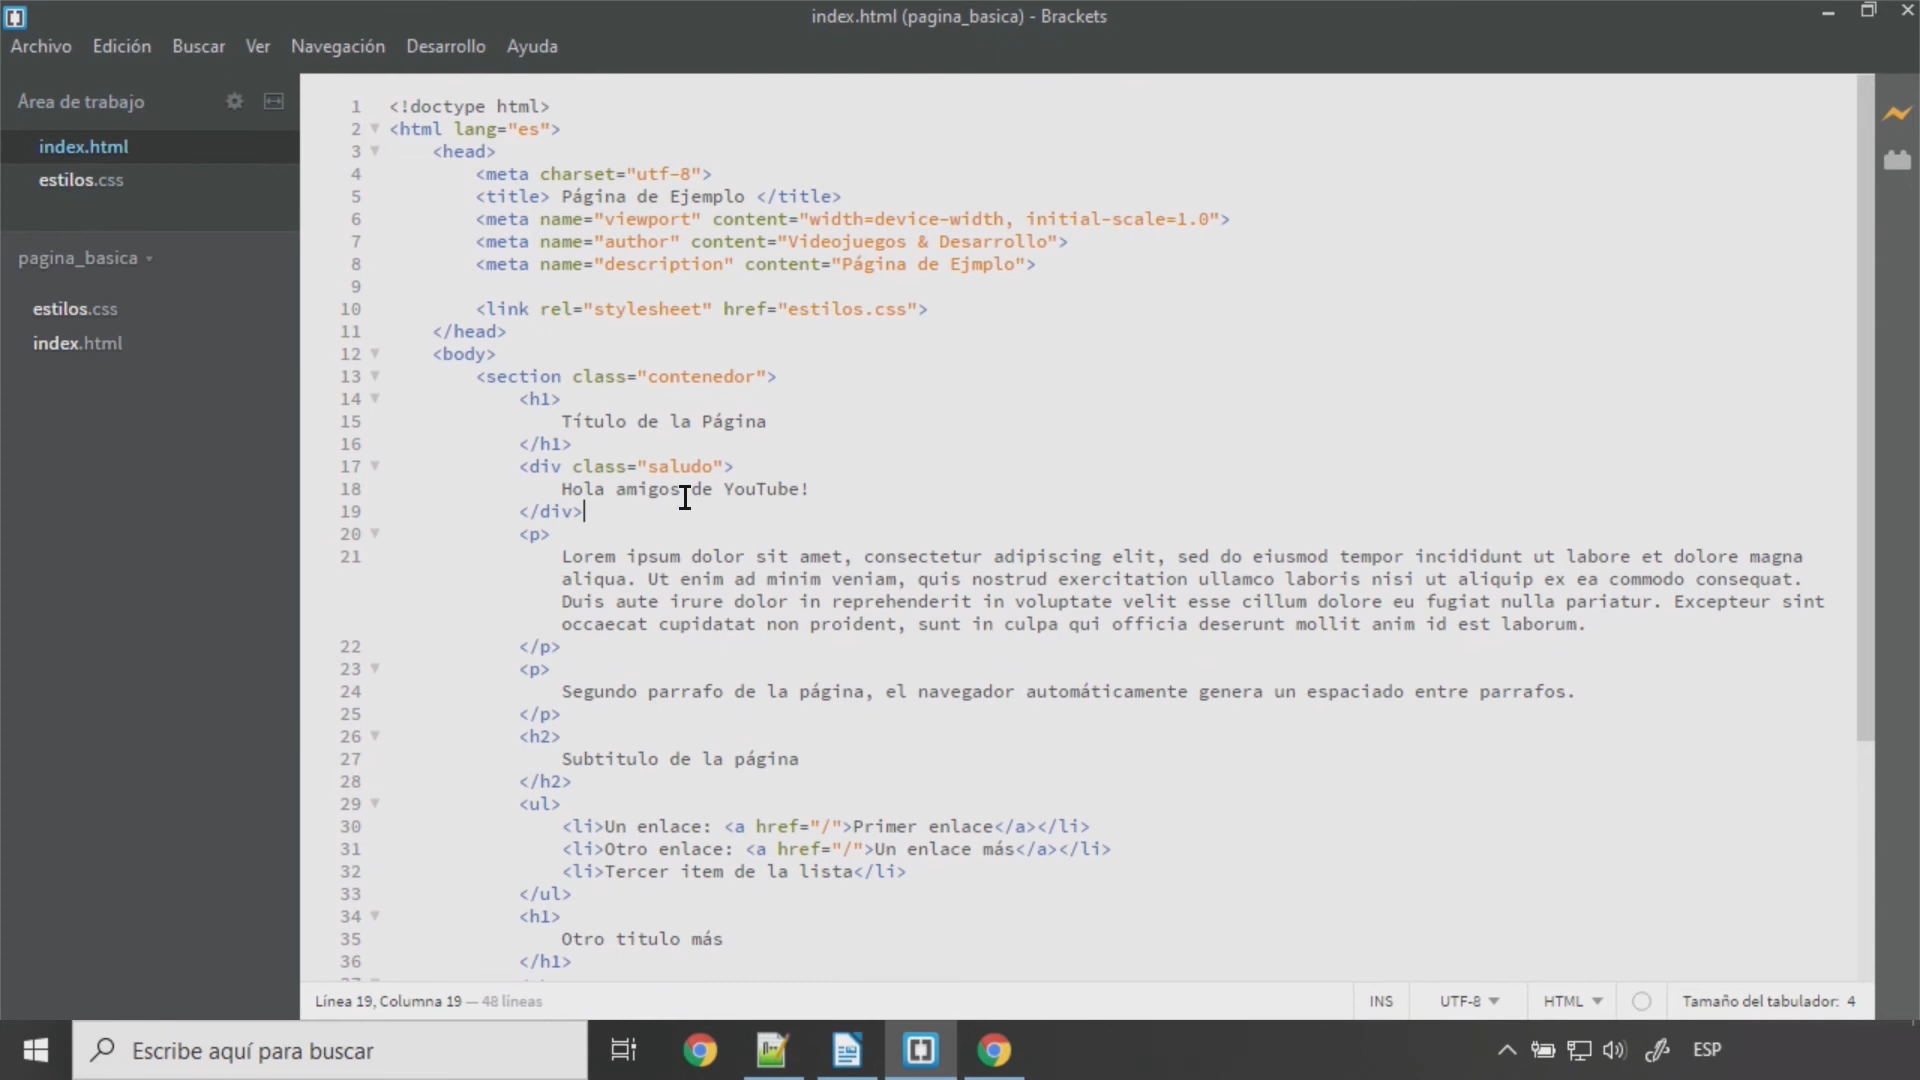 index.html (pagina_basica) - Brackets
Archivo Edición Buscar Ver Navegación Desarrollo Ayuda
Área de trabajo
index.html
estilos.css
pagina_basica
estilos.css
index.html
1 <!doctype html>
2 <html lang="es">
3 <head>
4 <meta charset="utf-8">
5 <title> Página de Ejemplo </title>
6 <meta name="viewport" content="width=device-width, initial-scale=1.0">
7 <meta name="author" content="Videojuegos & Desarrollo">
8 <meta name="description" content="Página de Ejmplo">
9
10 <link rel="stylesheet" href="estilos.css">
11 </head>
12 <body>
13 <section class="contenedor">
14 <h1>
15 Título de la Página
16 </h1>
17 <div class="saludo">
18 Hola amigos de YouTube!
19 </div>
20 <p>
21 Lorem ipsum dolor sit amet, consectetur adipiscing elit, sed do eiusmod tempor incididunt ut labore et dolore magna
aliqua. Ut enim ad minim veniam, quis nostrud exercitation ullamco laboris nisi ut aliquip ex ea commodo consequat.
Duis aute irure dolor in reprehenderit in voluptate velit esse cillum dolore eu fugiat nulla pariatur. Excepteur sint
occaecat cupidatat non proident, sunt in culpa qui officia deserunt mollit anim id est laborum.
22 </p>
23 <p>
24 Segundo parrafo de la página, el navegador automáticamente genera un espaciado entre parrafos.
25 </p>
26 <h2>
27 Subtitulo de la página
28 </h2>
29 <ul>
30 <li>Un enlace: <a href="/">Primer enlace</a></li>
31 <li>Otro enlace: <a href="/">Un enlace más</a></li>
32 <li>Tercer item de la lista</li>
33 </ul>
34 <h1>
35 Otro titulo más
36 </h1>
Línea 19, Columna 19 — 48 líneas INS UTF-8 HTML Tamaño del tabulador: 4
Escribe aquí para buscar ESP